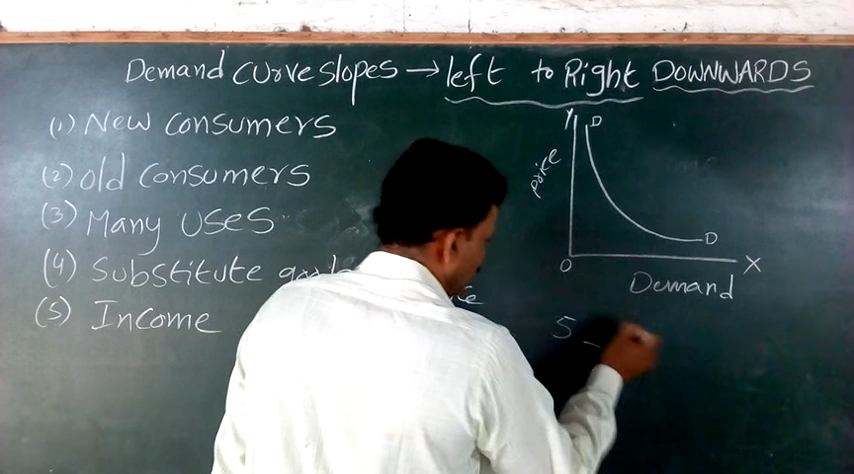 Demand curve slopes → left to Right DOWNWARDS
(1) New consumers
(2) old consumers
(3) Many uses
(4) Substitute
(5) Income
Y D
price
D
O X
Demand
5 _